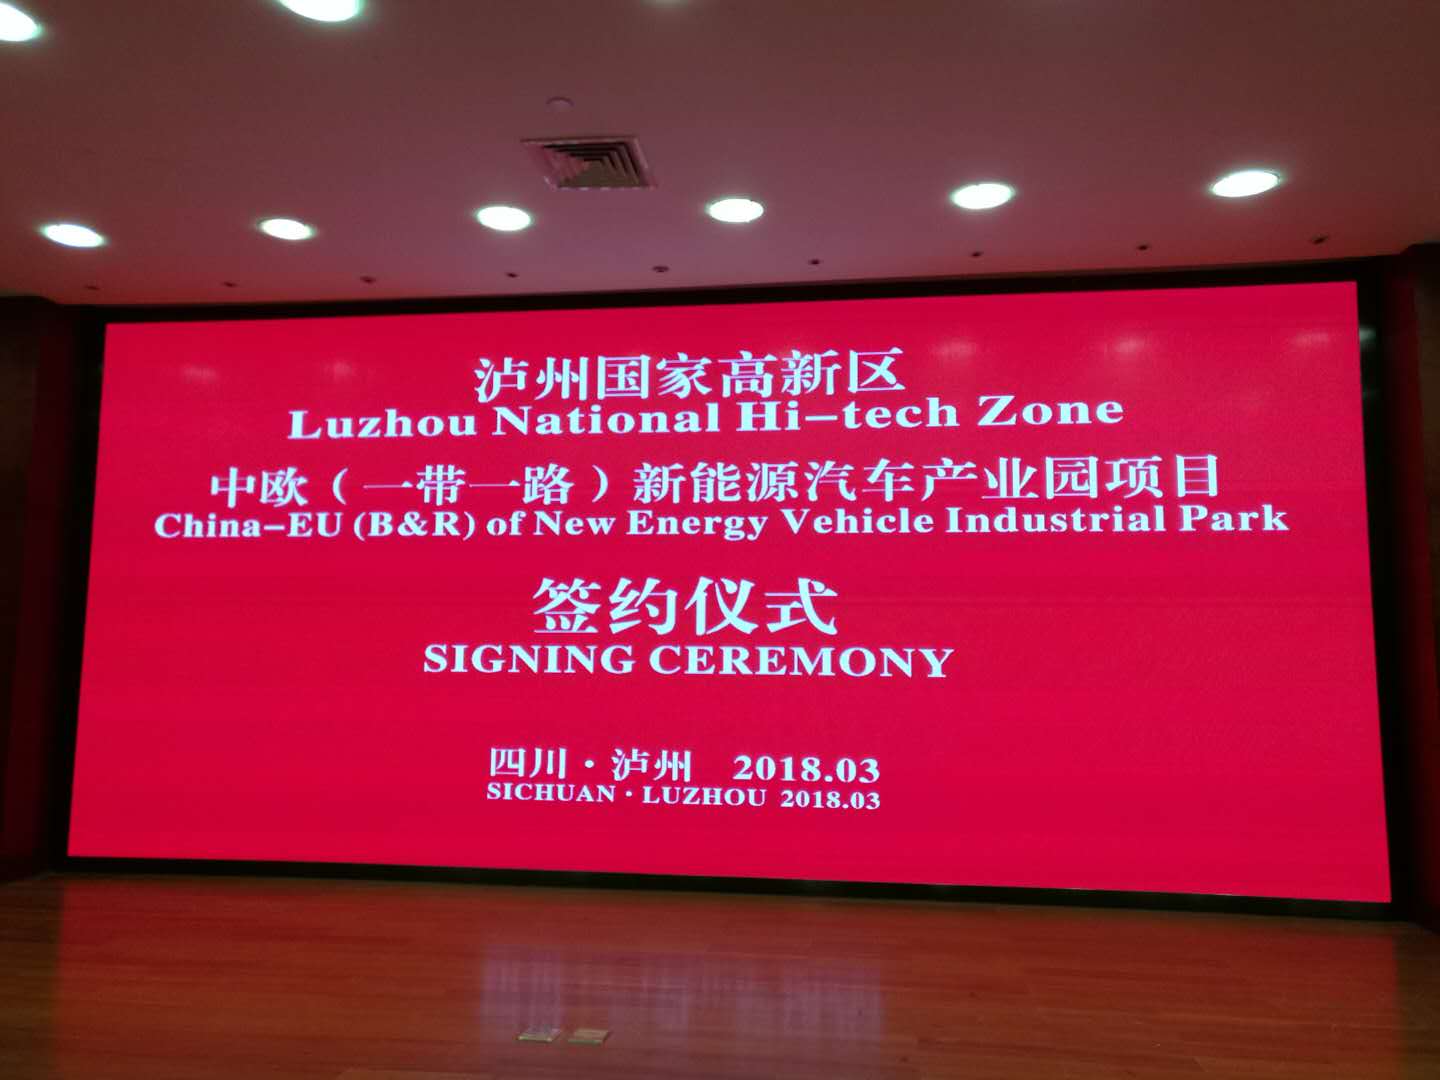 泸州国家高新区
Luzhou National Hi-tech Zone
中欧（一带一路）新能源汽车产业园项目
China-EU (B&R) of New Energy Vehicle Industrial Park
签约仪式
SIGNING CEREMONY
四川·泸州 2018.03
SICHUAN·LUZHOU 2018.03